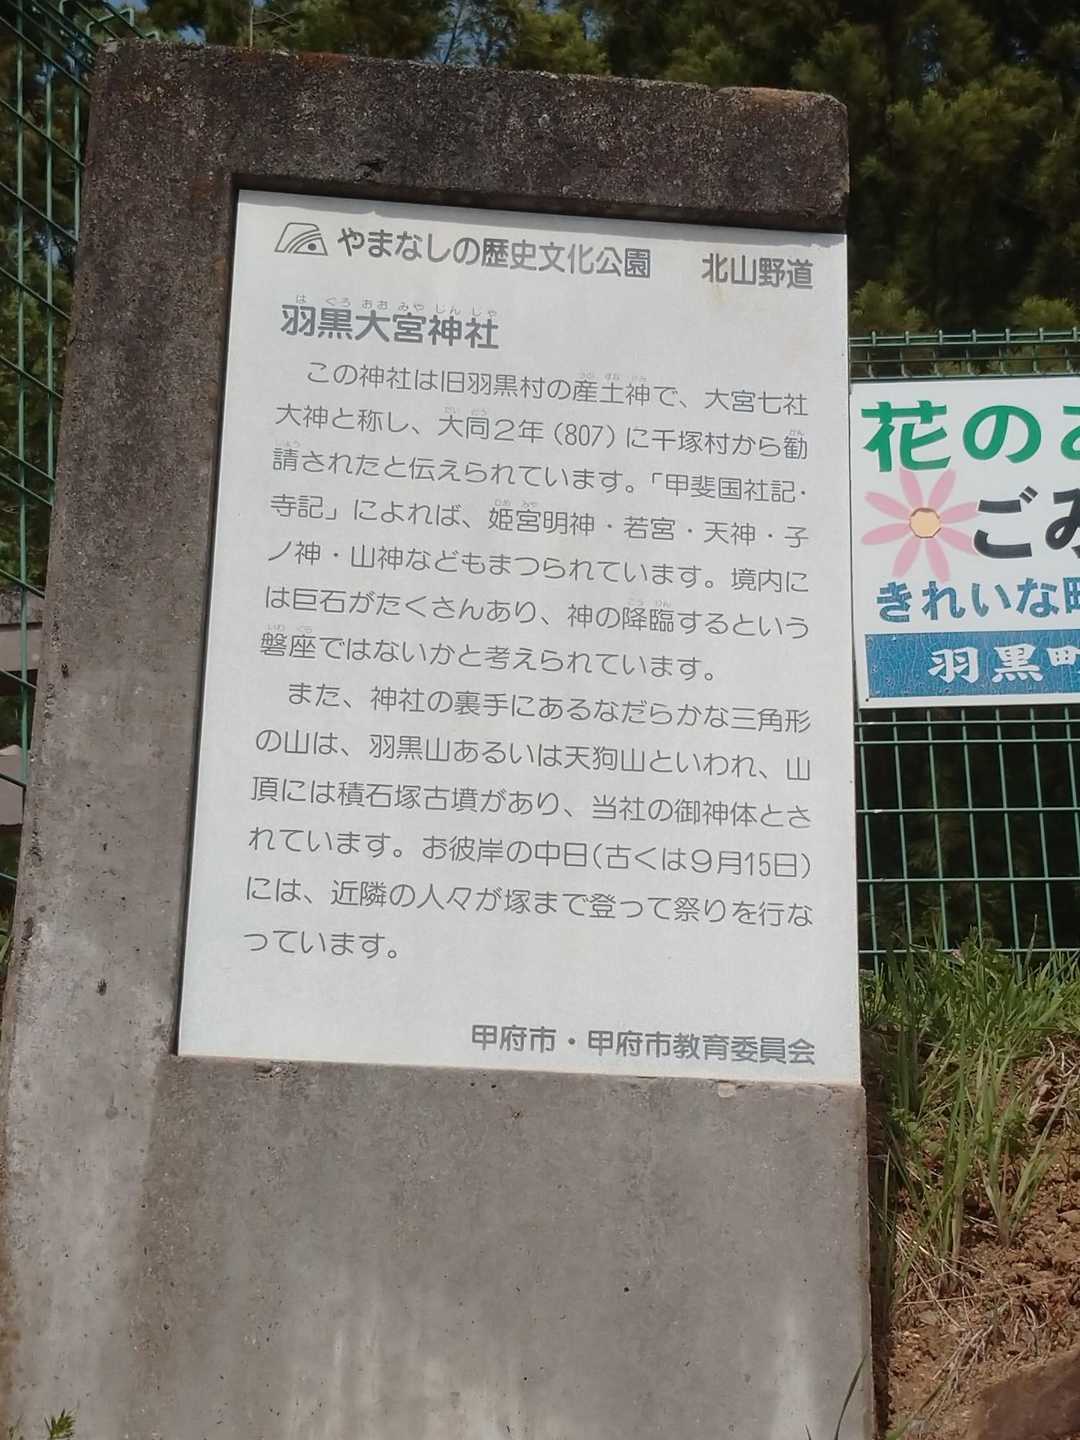 やまなしの歴史文化公園 北山野道
は ぐろ おお みや じん じゃ
羽黒大宮神社
この神社は旧羽黒村の産土神で、大宮七社
大神と称し、大同2年(807)に千塚村から勧
請されたと伝えられています。「甲斐国社記・
寺記」によれば、姫宮明神・若宮・天神・子
ノ神・山神などもまつられています。境内に
は巨石がたくさんあり、神の降臨するという
磐座ではないかと考えられています。
また、神社の裏手にあるなだらかな三角形
の山は、羽黒山あるいは天狗山といわれ、山
頂には積石塚古墳があり、当社の御神体とさ
れています。お彼岸の中日(古くは9月15日)
には、近隣の人々が塚まで登って祭りを行な
っています。
甲府市・甲府市教育委員会
花の
ごみ
きれいな町
羽黒町